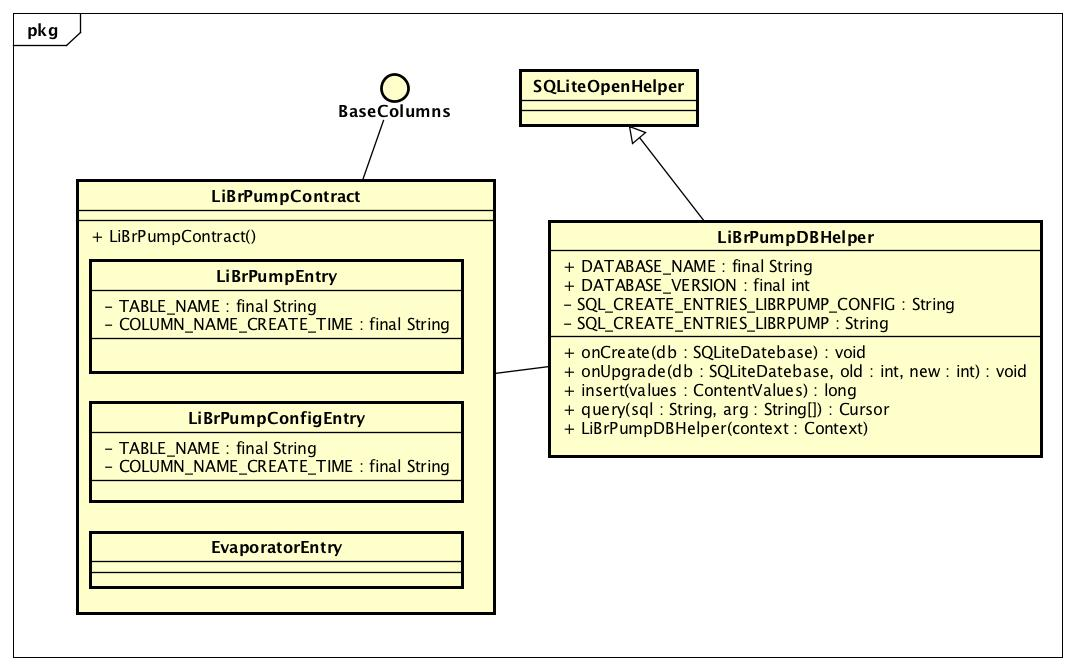 pkg
BaseColumns
SQLiteOpenHelper
LiBrPumpContract
+ LiBrPumpContract()
LiBrPumpEntry
− TABLE_NAME : final String
− COLUMN_NAME_CREATE_TIME : final String
LiBrPumpConfigEntry
− TABLE_NAME : final String
− COLUMN_NAME_CREATE_TIME : final String
EvaporatorEntry
LiBrPumpDBHelper
+ DATABASE_NAME : final String
+ DATABASE_VERSION : final int
− SQL_CREATE_ENTRIES_LIBRPUMP_CONFIG : String
− SQL_CREATE_ENTRIES_LIBRPUMP : String
+ onCreate(db : SQLiteDatebase) : void
+ onUpgrade(db : SQLiteDatebase, old : int, new : int) : void
+ insert(values : ContentValues) : long
+ query(sql : String, arg : String[]) : Cursor
+ LiBrPumpDBHelper(context : Context)